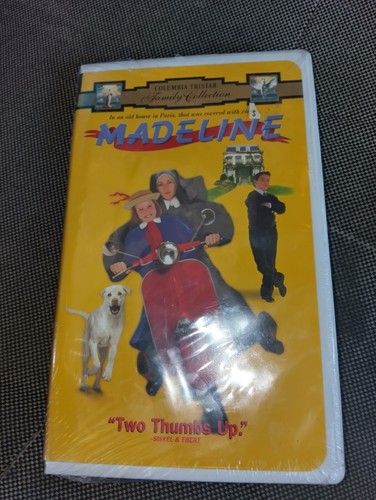 COLUMBIA TRISTAR
Family Collection
In an old house in Paris, that was covered with
MADELINE
"Two Thumbs Up."
-SISKEL & EBERT